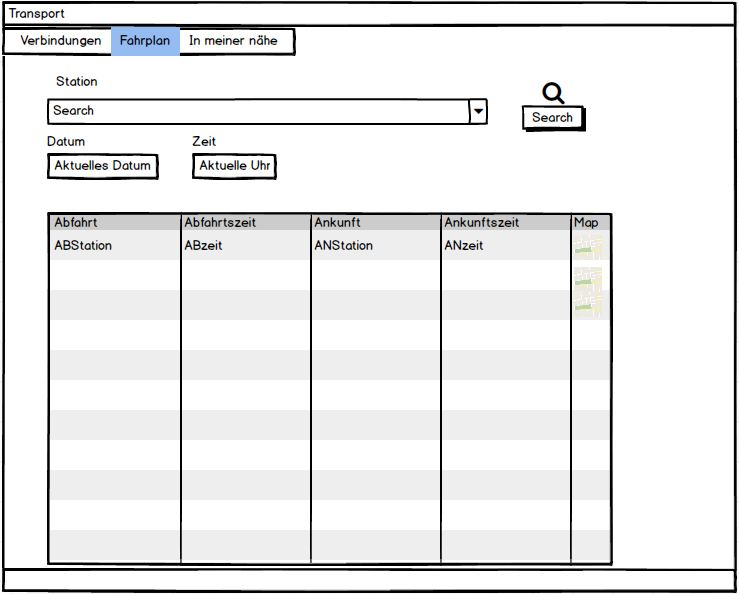 Transport
Verbindungen Fahrplan In meiner nähe
Station
Search
Search
Datum Zeit
Aktuelles Datum Aktuelle Uhr
Abfahrt Abfahrtszeit Ankunft Ankunftszeit Map
ABStation ABzeit ANStation ANzeit